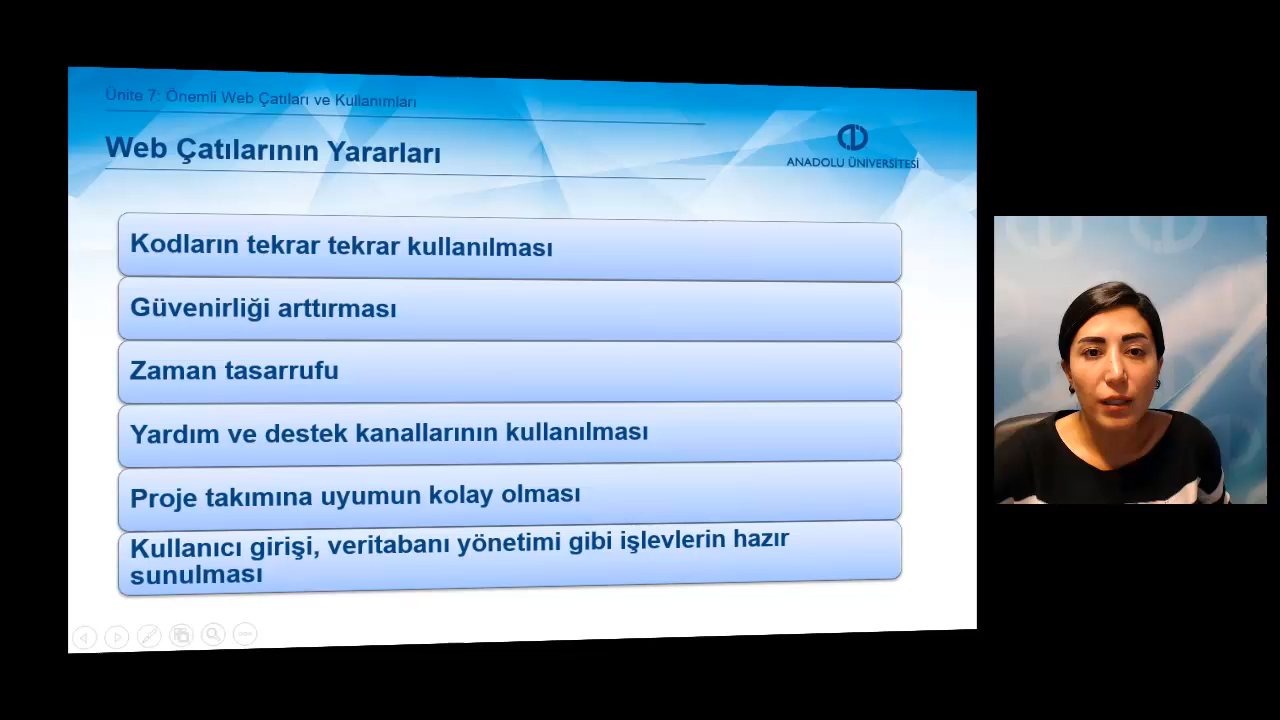 Ünite 7: Önemli Web Çatıları ve Kullanımları
Web Çatılarının Yararları
ANADOLU ÜNİVERSİTESİ
Kodların tekrar tekrar kullanılması
Güvenirliği arttırması
Zaman tasarrufu
Yardım ve destek kanallarının kullanılması
Proje takımına uyumun kolay olması
Kullanıcı girişi, veritabanı yönetimi gibi işlevlerin hazır
sunulması